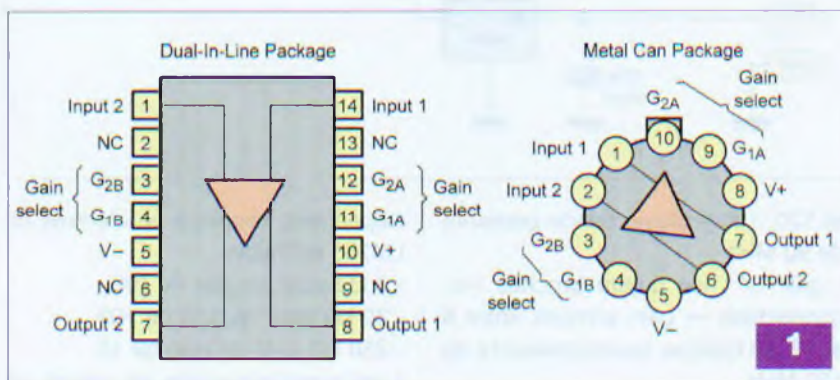 Dual-In-Line Package
Input 2 1
NC 2
G2B 3
G1B 4
Gain
select
V− 5
NC 6
Output 2 7
14 Input 1
13 NC
12 G2A
11 G1A
Gain
select
10 V+
9 NC
8 Output 1
Metal Can Package
Gain
select
G2A
10
Input 1 1
9 G1A
Input 2 2
8 V+
G2B 3
7 Output 1
Gain
select
G1B 4
6 Output 2
5
V−
1